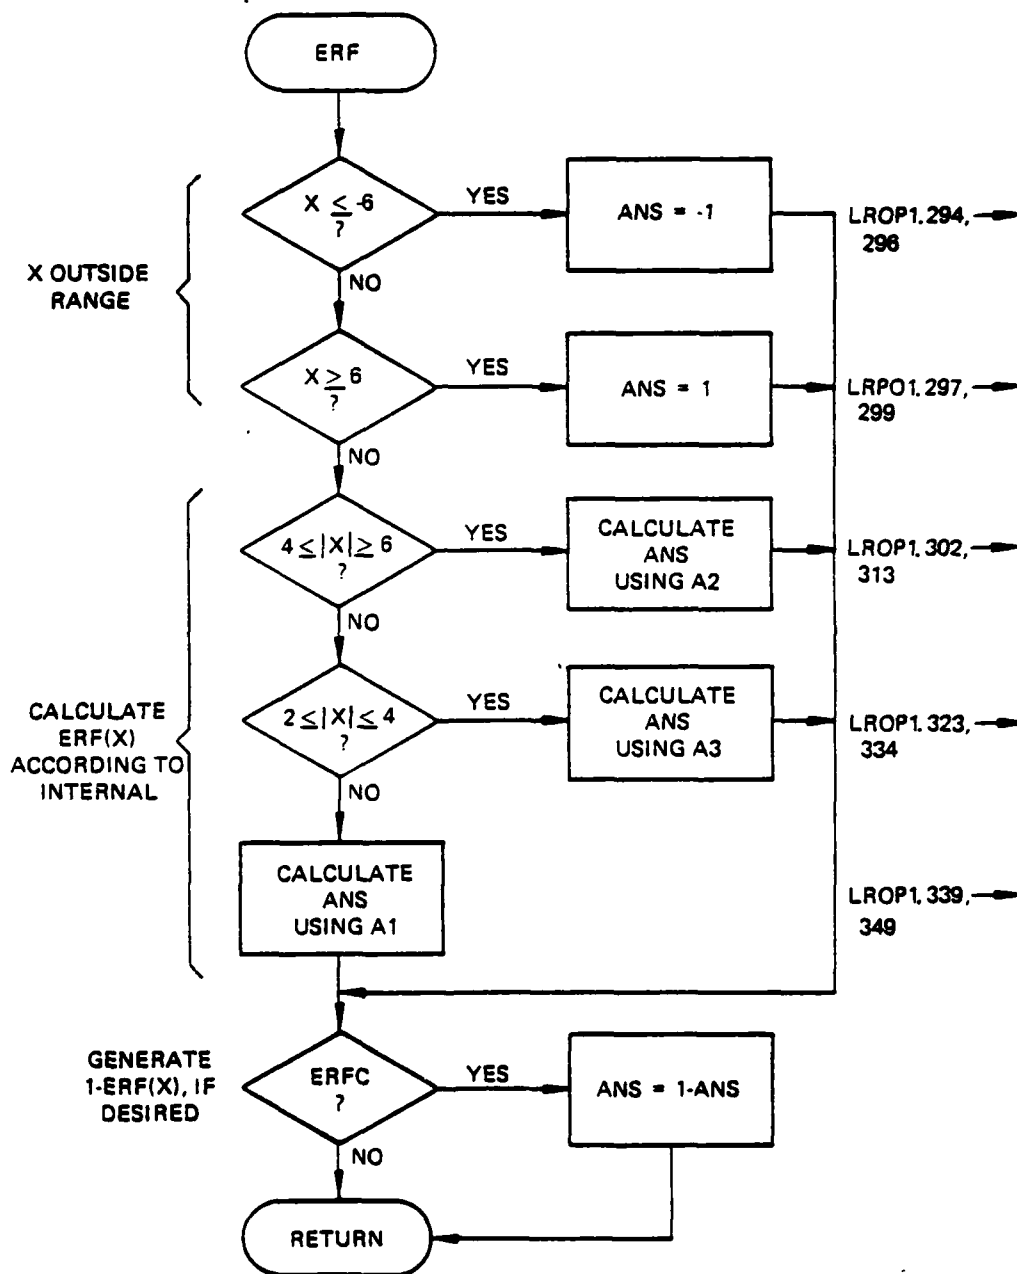 ERF
X ≤ -6
?
YES
ANS = -1
LROP1.294,
296
NO
X OUTSIDE
RANGE
X ≥ 6
?
YES
ANS = 1
LRPO1.297,
299
NO
4 ≤ |X| ≥ 6
?
YES
CALCULATE
ANS
USING A2
LROP1.302,
313
NO
2 ≤ |X| ≤ 4
?
YES
CALCULATE
ANS
USING A3
LROP1.323,
334
CALCULATE
ERF(X)
ACCORDING TO
INTERNAL
NO
CALCULATE
ANS
USING A1
LROP1.339,
349
GENERATE
1-ERF(X), IF
DESIRED
ERFC
?
YES
ANS = 1-ANS
NO
RETURN